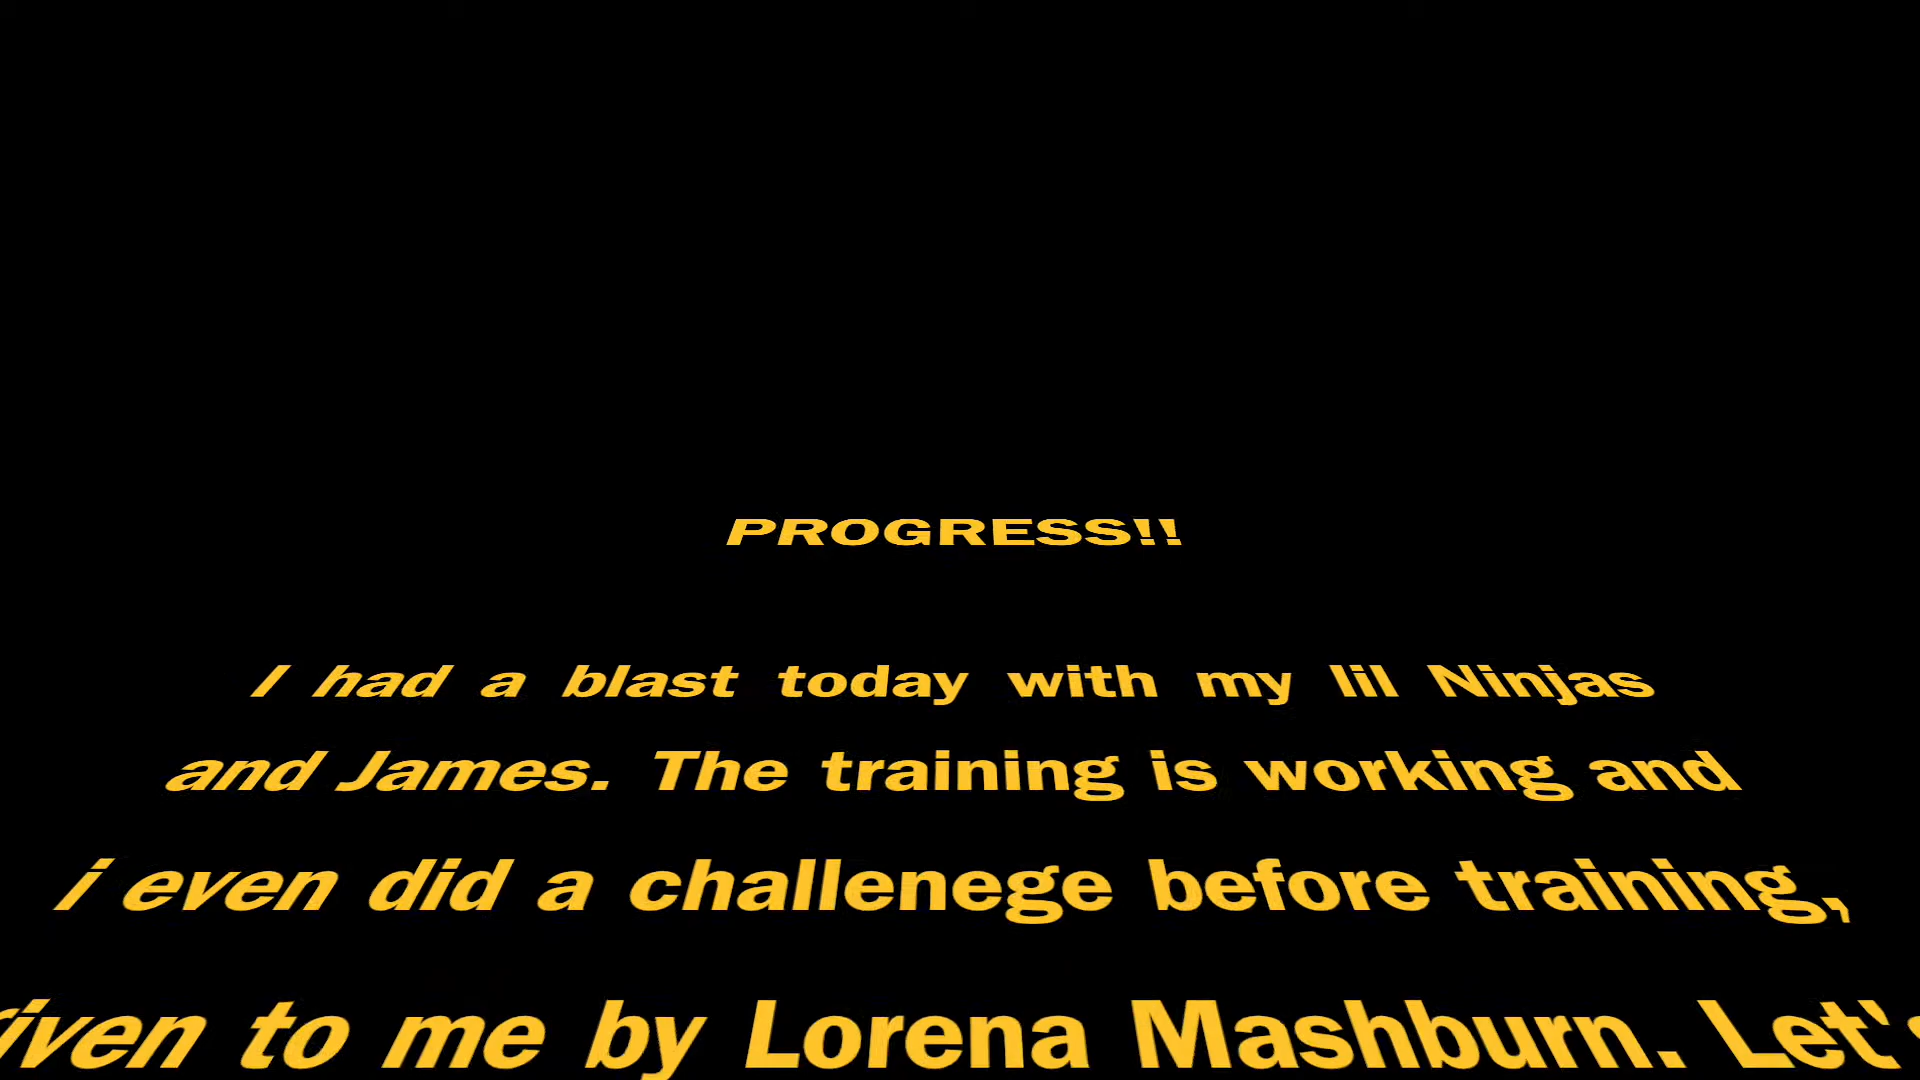 PROGRESS!!
I had a blast today with my lil Ninjas
and James. The training is working and
i even did a challenege before training,
to me by Lorena Mashburn.